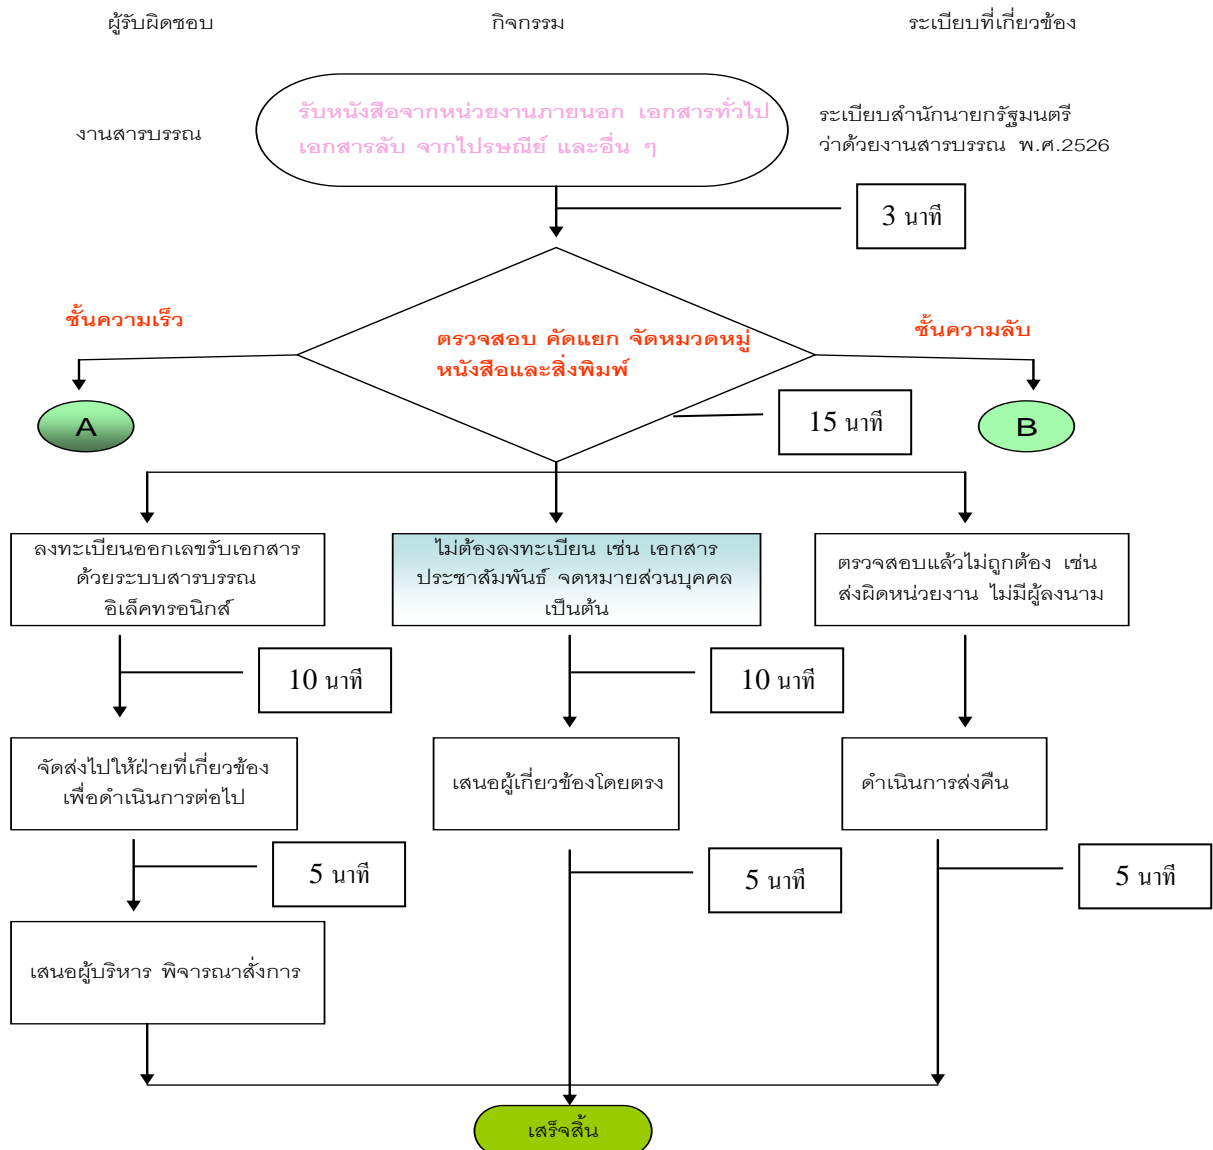 ผู้รับผิดชอบ
กิจกรรม
ระเบียบที่เกี่ยวข้อง
งานสารบรรณ
รับหนังสือจากหน่วยงานภายนอก เอกสารทั่วไป
เอกสารลับ จากไปรษณีย์ และอื่น ๆ
ระเบียบสำนักนายกรัฐมนตรี
ว่าด้วยงานสารบรรณ พ.ศ.2526
3 นาที
ชั้นความเร็ว
ตรวจสอบ คัดแยก จัดหมวดหมู่
หนังสือและสิ่งพิมพ์
ชั้นความลับ
A
15 นาที
B
ลงทะเบียนออกเลขรับเอกสาร
ด้วยระบบสารบรรณ
อิเล็คทรอนิกส์
ไม่ต้องลงทะเบียน เช่น เอกสาร
ประชาสัมพันธ์ จดหมายส่วนบุคคล
เป็นต้น
ตรวจสอบแล้วไม่ถูกต้อง เช่น
ส่งผิดหน่วยงาน ไม่มีผู้ลงนาม
10 นาที
10 นาที
จัดส่งไปให้ฝ่ายที่เกี่ยวข้อง
เพื่อดำเนินการต่อไป
เสนอผู้เกี่ยวข้องโดยตรง
ดำเนินการส่งคืน
5 นาที
5 นาที
5 นาที
เสนอผู้บริหาร พิจารณาสั่งการ
เสร็จสิ้น